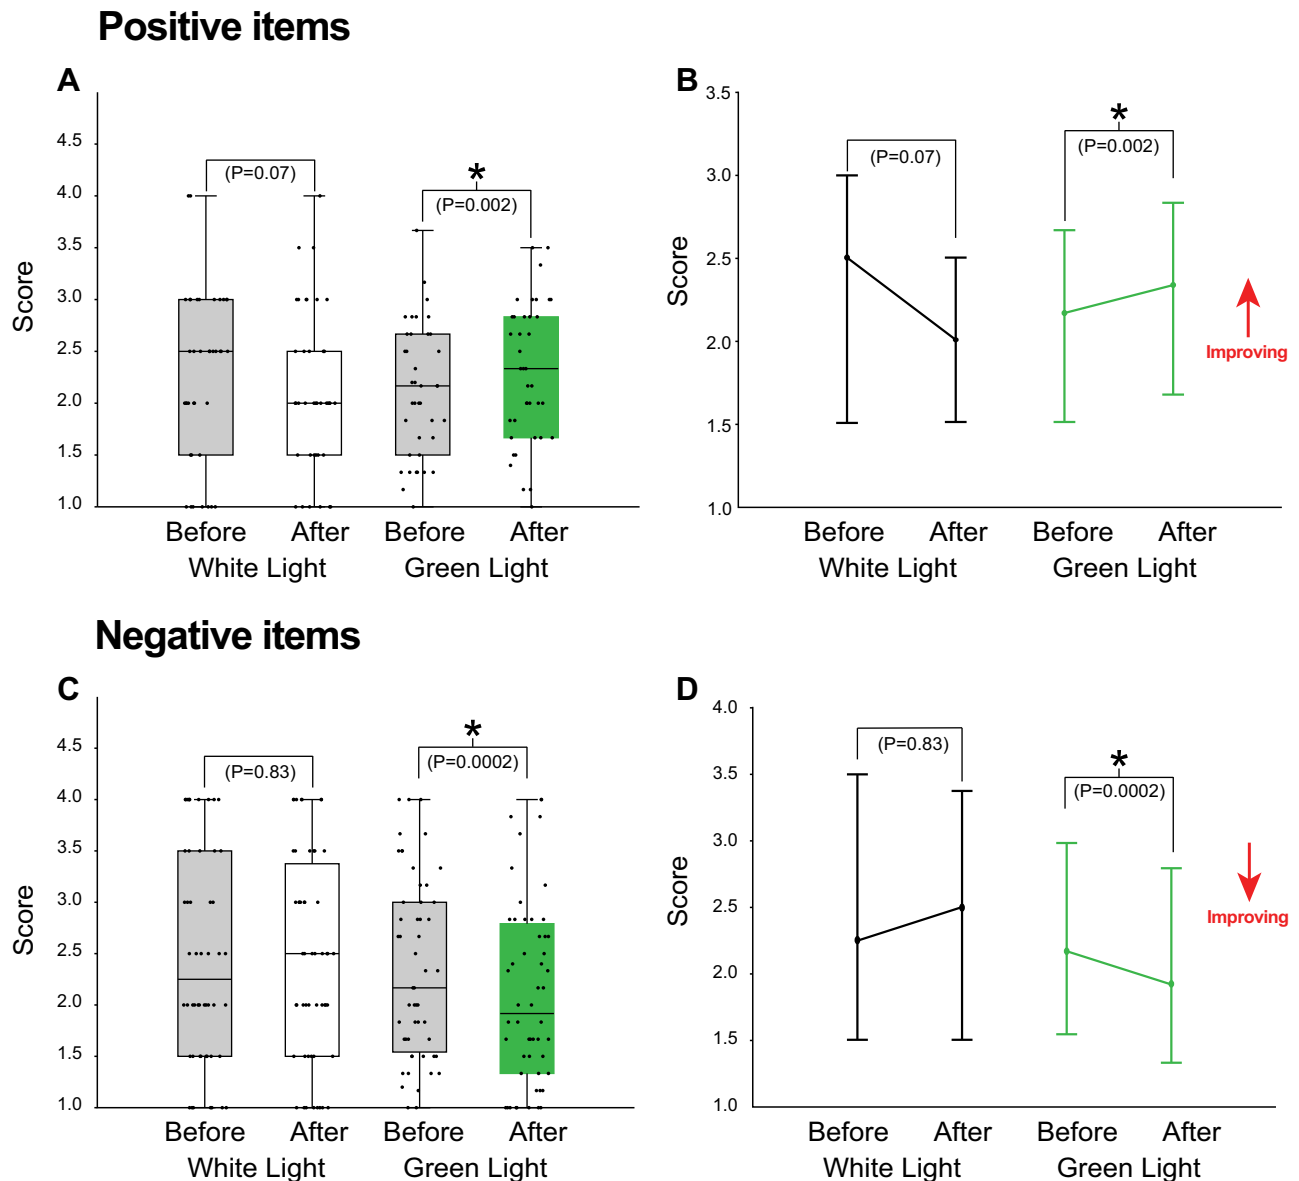 Positive items
A
B
4.5
4.0
3.5
3.0
2.5
2.0
1.5
1.0
Score
(P=0.07)
*
(P=0.002)
Before After Before After
White Light Green Light
3.5
3.0
2.5
2.0
1.5
1.0
Score
(P=0.07)
*
(P=0.002)
Improving
Before After Before After
White Light Green Light
Negative items
C
D
4.5
4.0
3.5
3.0
2.5
2.0
1.5
1.0
Score
(P=0.83)
*
(P=0.0002)
Before After Before After
White Light Green Light
4.0
3.5
3.0
2.5
2.0
1.5
1.0
Score
(P=0.83)
*
(P=0.0002)
Improving
Before After Before After
White Light Green Light